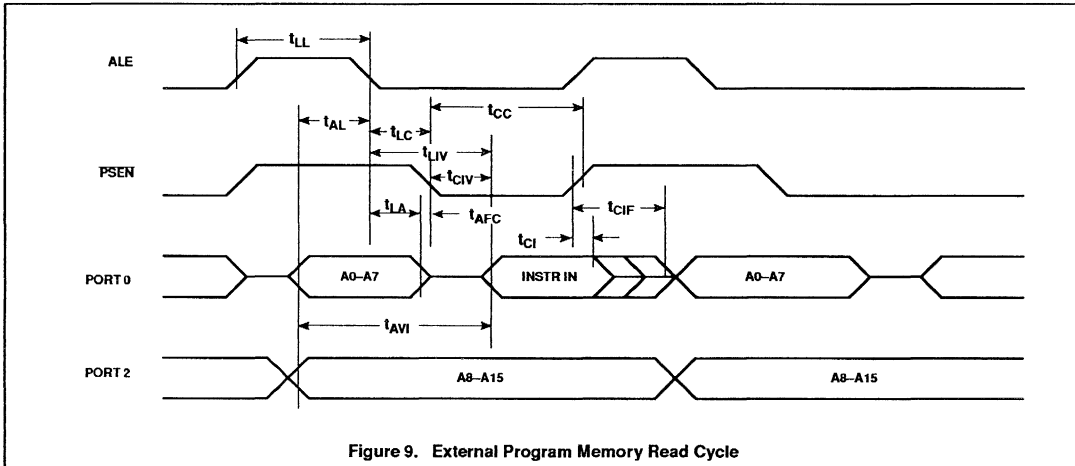 tLL
ALE
tCC
tAL
tLC
tLIV
PSEN
tCIV
tLA
tAFC
tCIF
tCI
PORT 0
A0–A7
INSTR IN
A0–A7
tAVI
PORT 2
A8–A15
A8–A15
Figure 9. External Program Memory Read Cycle